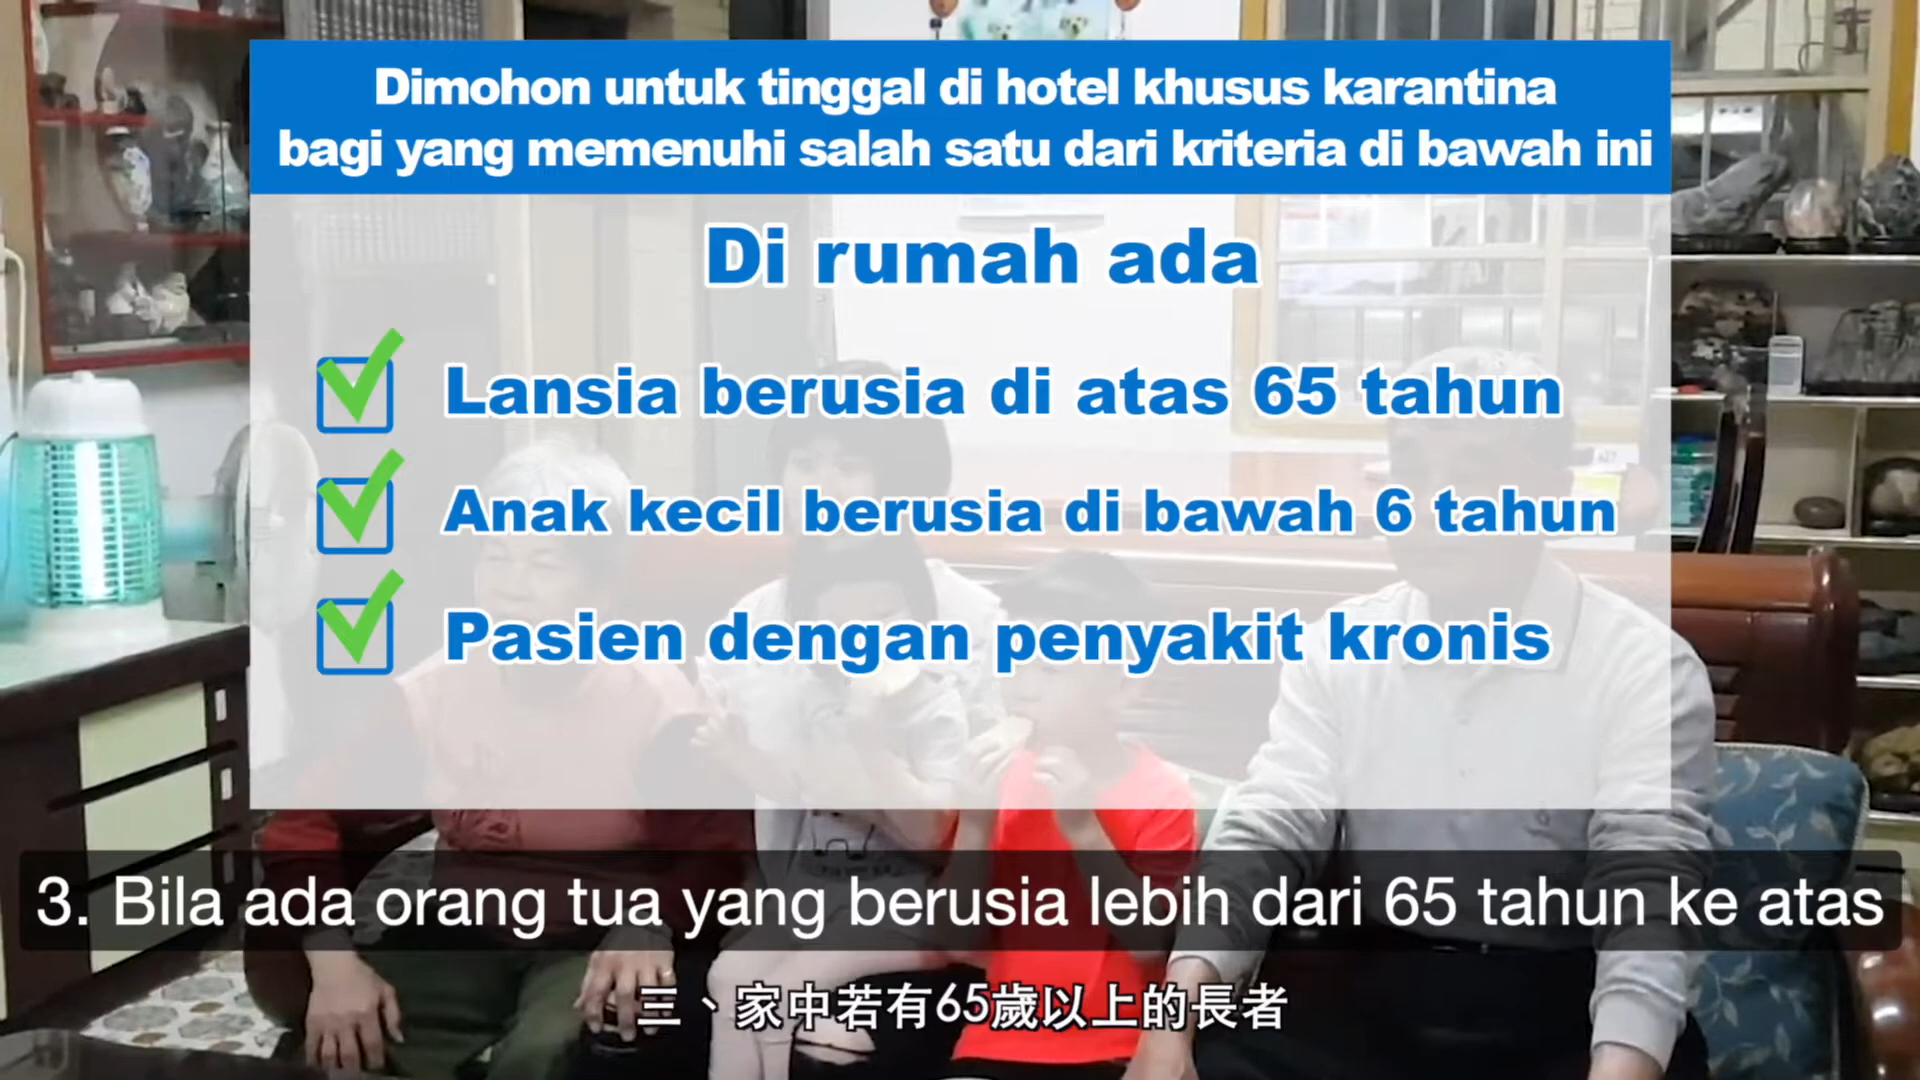 Dimohon untuk tinggal di hotel khusus karantina
bagi yang memenuhi salah satu dari kriteria di bawah ini
Di rumah ada
Lansia berusia di atas 65 tahun
Anak kecil berusia di bawah 6 tahun
Pasien dengan penyakit kronis
3. Bila ada orang tua yang berusia lebih dari 65 tahun ke atas
三、家中若有65歲以上的長者